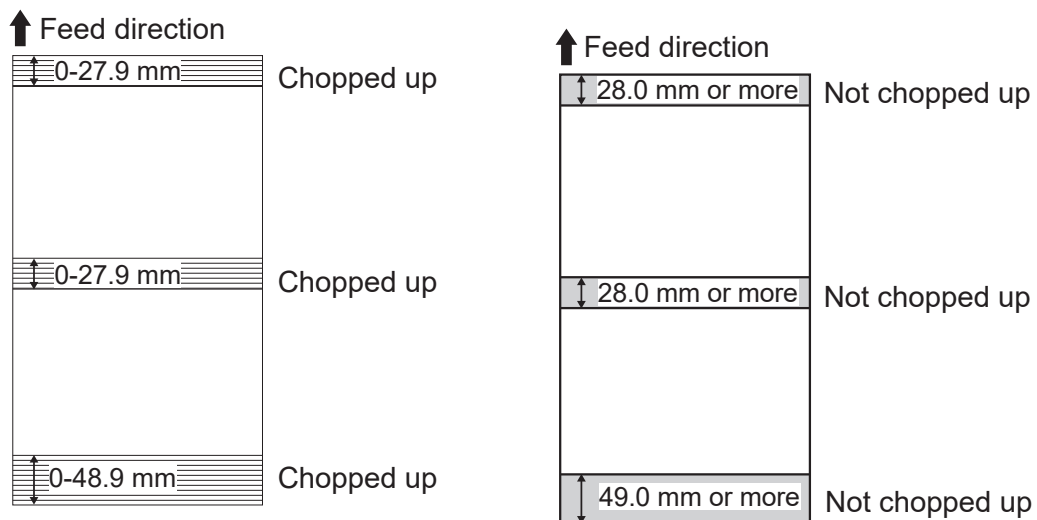 Feed direction
0-27.9 mm
Chopped up
0-27.9 mm
Chopped up
0-48.9 mm
Chopped up
Feed direction
28.0 mm or more
Not chopped up
28.0 mm or more
Not chopped up
49.0 mm or more
Not chopped up